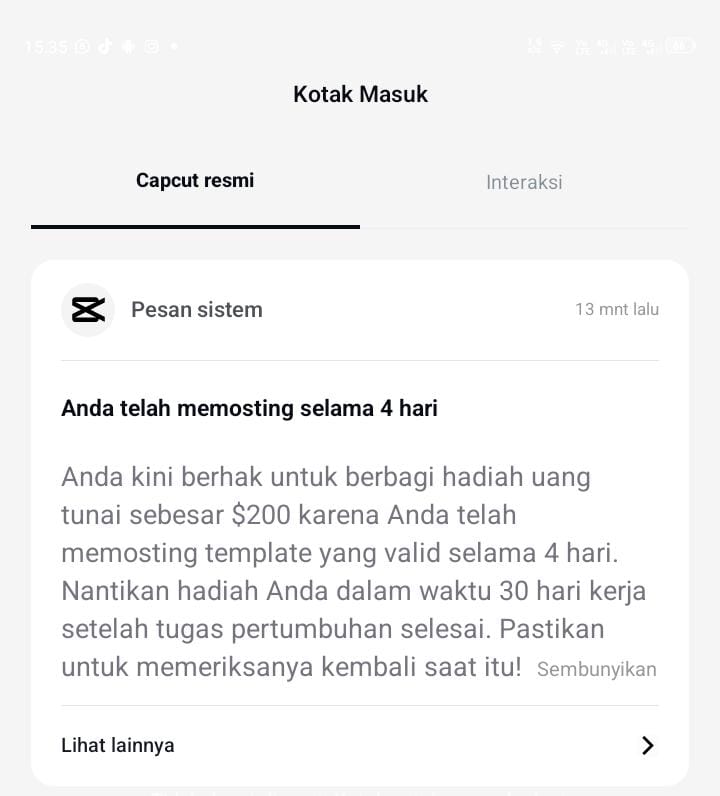 15.35
Kotak Masuk
Capcut resmi
Interaksi
Pesan sistem
13 mnt lalu
Anda telah memosting selama 4 hari
Anda kini berhak untuk berbagi hadiah uang
tunai sebesar $200 karena Anda telah
memosting template yang valid selama 4 hari.
Nantikan hadiah Anda dalam waktu 30 hari kerja
setelah tugas pertumbuhan selesai. Pastikan
untuk memeriksanya kembali saat itu! Sembunyikan
Lihat lainnya